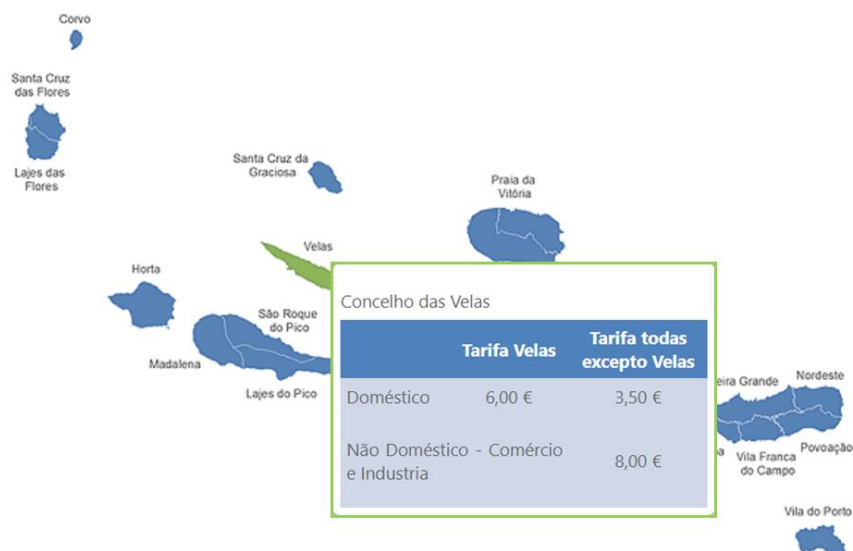 Corvo
Santa Cruz
das Flores
Lajes das
Flores
Santa Cruz da
Graciosa
Praia da
Vitória
Velas
Horta
São Roque
do Pico
Madalena
Lajes do Pico
Concelho das Velas
Tarifa Velas
Tarifa todas
excepto Velas
Doméstico 6,00 € 3,50 €
Não Doméstico - Comércio
e Industria
8,00 €
eira Grande
Nordeste
Vila Franca
do Campo
Povoação
Vila do Porto